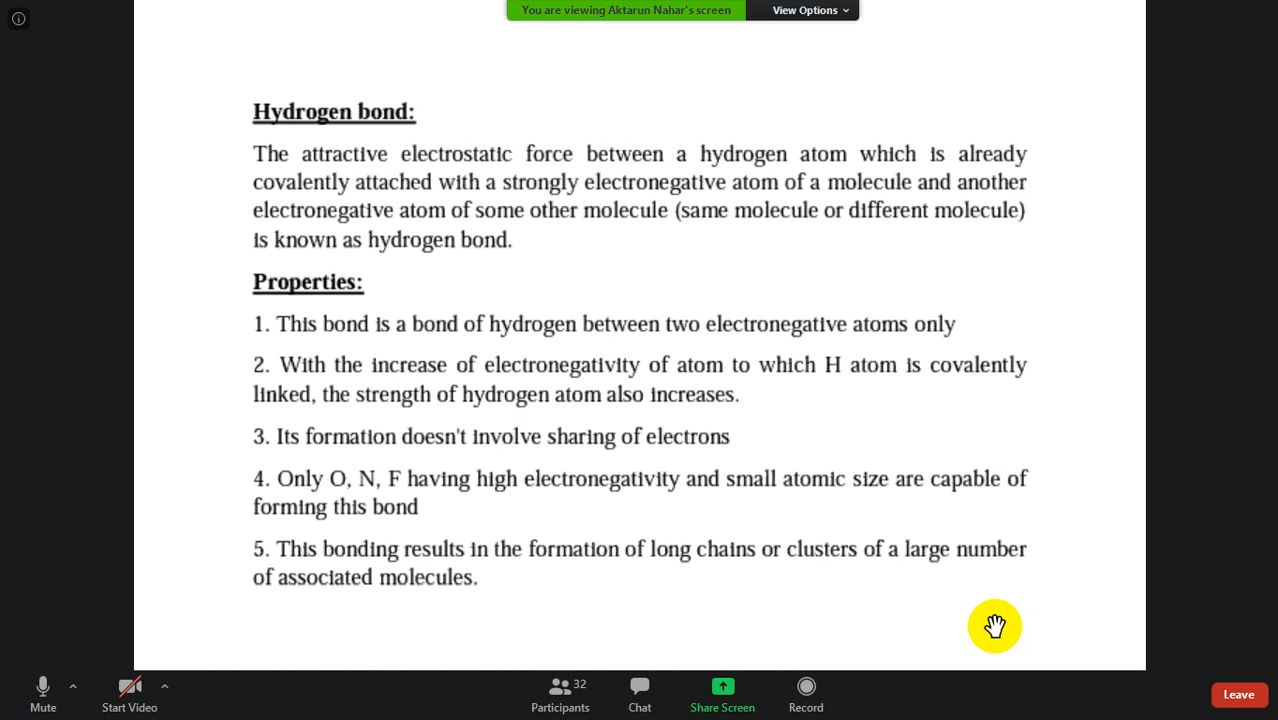 You are viewing Aktarun Nahar's screen
View Options
Hydrogen bond:
The attractive electrostatic force between a hydrogen atom which is already
covalently attached with a strongly electronegative atom of a molecule and another
electronegative atom of some other molecule (same molecule or different molecule)
is known as hydrogen bond.
Properties:
1. This bond is a bond of hydrogen between two electronegative atoms only
2. With the increase of electronegativity of atom to which H atom is covalently
linked, the strength of hydrogen atom also increases.
3. Its formation doesn't involve sharing of electrons
4. Only O, N, F having high electronegativity and small atomic size are capable of
forming this bond
5. This bonding results in the formation of long chains or clusters of a large number
of associated molecules.
Mute
Start Video
32
Participants
Chat
Share Screen
Record
Leave